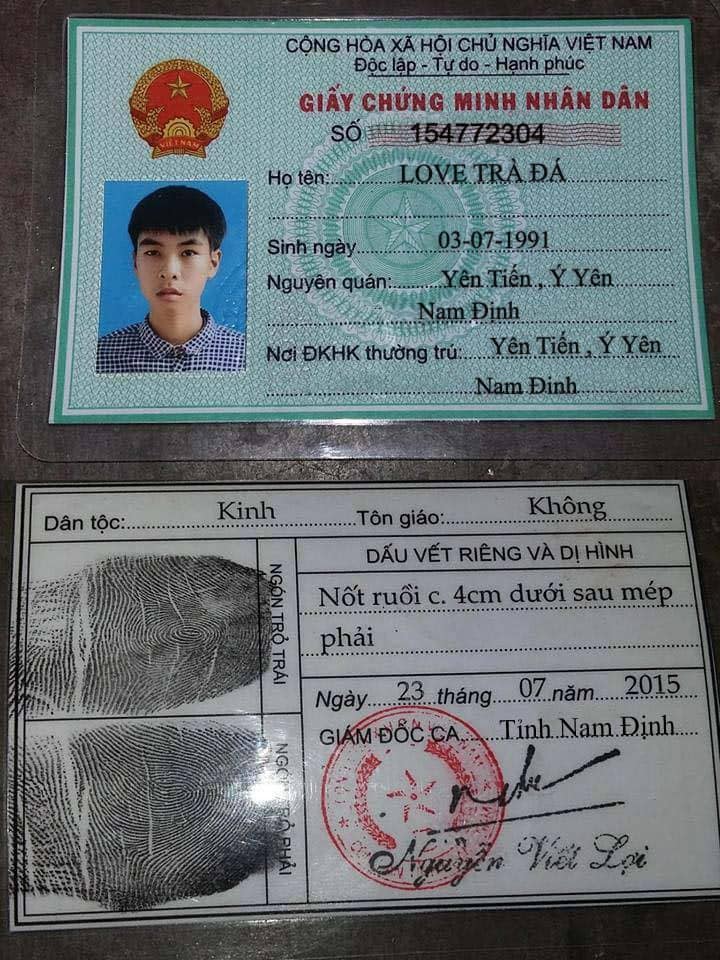 CỘNG HÒA XÃ HỘI CHỦ NGHĨA VIỆT NAM
Độc lập - Tự do - Hạnh phúc
GIẤY CHỨNG MINH NHÂN DÂN
SỐ 154772304
VIỆT NAM
Họ tên: LOVE TRÀ ĐÁ
Sinh ngày 03-07-1991
Nguyên quán: Yên Tiến , Ý Yên
Nam Định
Nơi ĐKHK thường trú: Yên Tiến , Ý Yên
Nam Định
Dân tộc: Kinh Tôn giáo: Không
NGÓN TRỎ TRÁI
DẤU VẾT RIÊNG VÀ DỊ HÌNH
Nốt ruồi c. 4cm dưới sau mép
phải
Ngày 23 tháng 07 năm 2015
GIÁM ĐỐC CA Tỉnh Nam Định
NGÓN TRỎ PHẢI
Nguyễn Viết Lợi